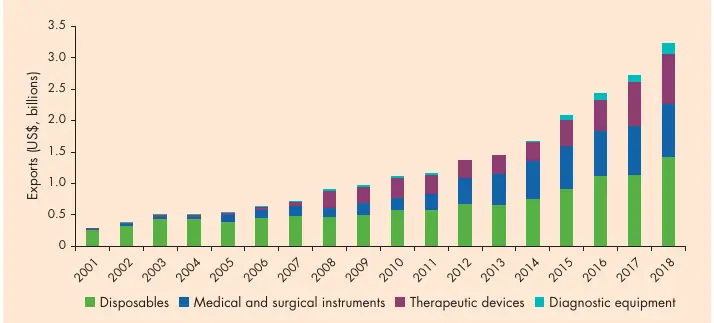 Exports (US$, billions)
3.5
3.0
2.5
2.0
1.5
1.0
0.5
0
2001 2002 2003 2004 2005 2006 2007 2008 2009 2010 2011 2012 2013 2014 2015 2016 2017 2018
Disposables Medical and surgical instruments Therapeutic devices Diagnostic equipment